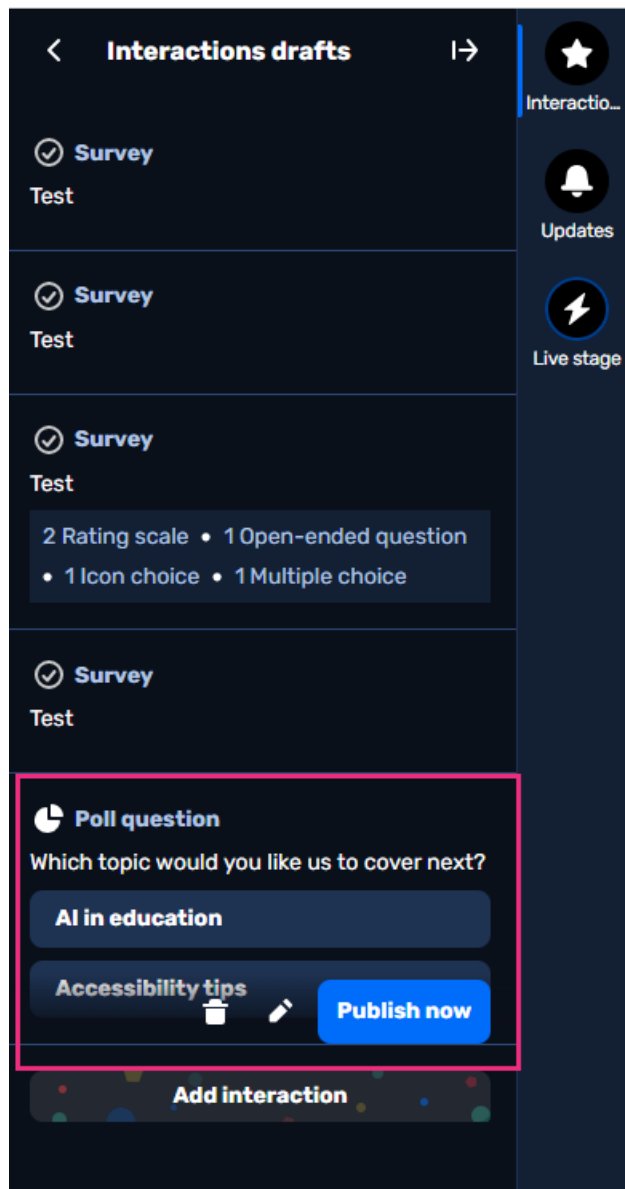 Interactions drafts
Interactio...
Survey
Test
Updates
Survey
Test
Live stage
Survey
Test
2 Rating scale • 1 Open-ended question
• 1 Icon choice • 1 Multiple choice
Survey
Test
Poll question
Which topic would you like us to cover next?
AI in education
Accessibility tips
Publish now
Add interaction